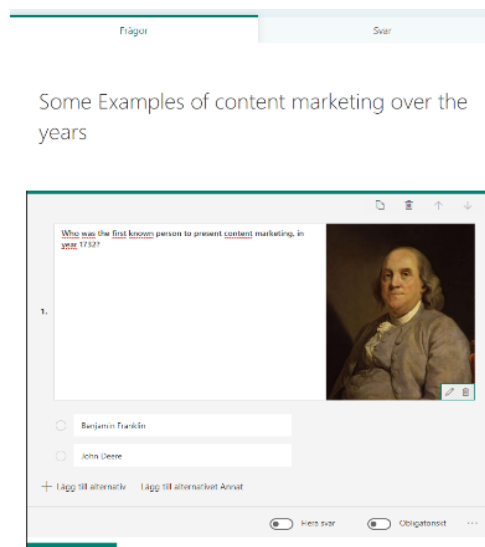 Frågor
Svar
Some Examples of content marketing over the
years
Who was the first known person to present content marketing, in
year 1732?
1.
Benjamin Franklin
John Deere
Lägg till alternativ
Lägg till alternativet Annat
Flera svar
Obligatoriskt